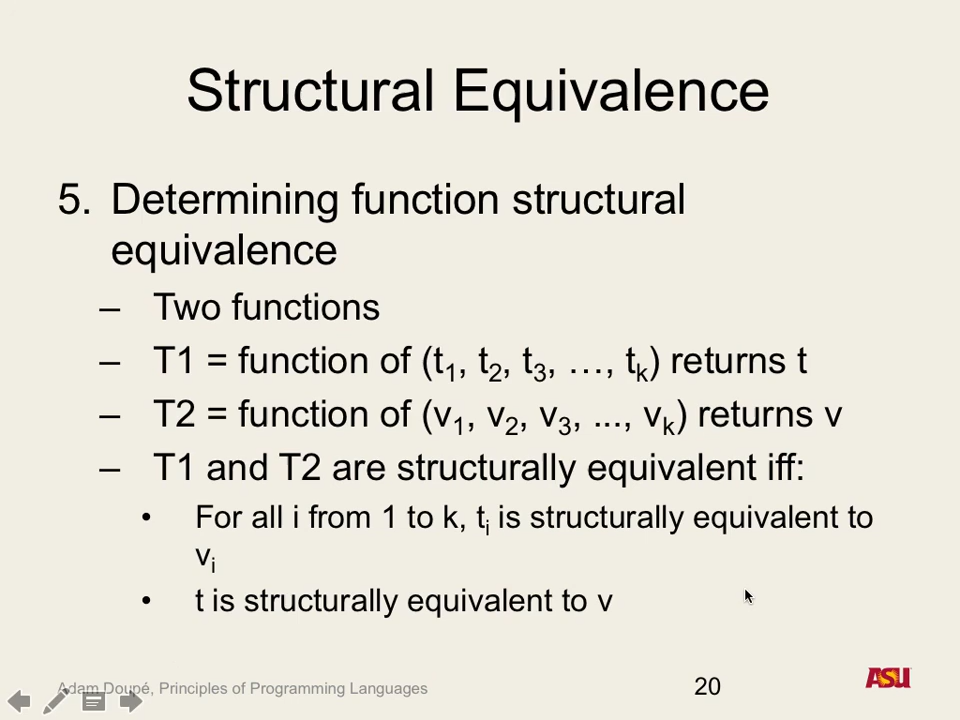 Structural Equivalence
5. Determining function structural
equivalence
– Two functions
– T1 = function of (t₁, t₂, t₃, …, tₖ) returns t
– T2 = function of (v₁, v₂, v₃, ..., vₖ) returns v
– T1 and T2 are structurally equivalent iff:
• For all i from 1 to k, tᵢ is structurally equivalent to
vᵢ
• t is structurally equivalent to v
Adam Doupé, Principles of Programming Languages
20
ASU